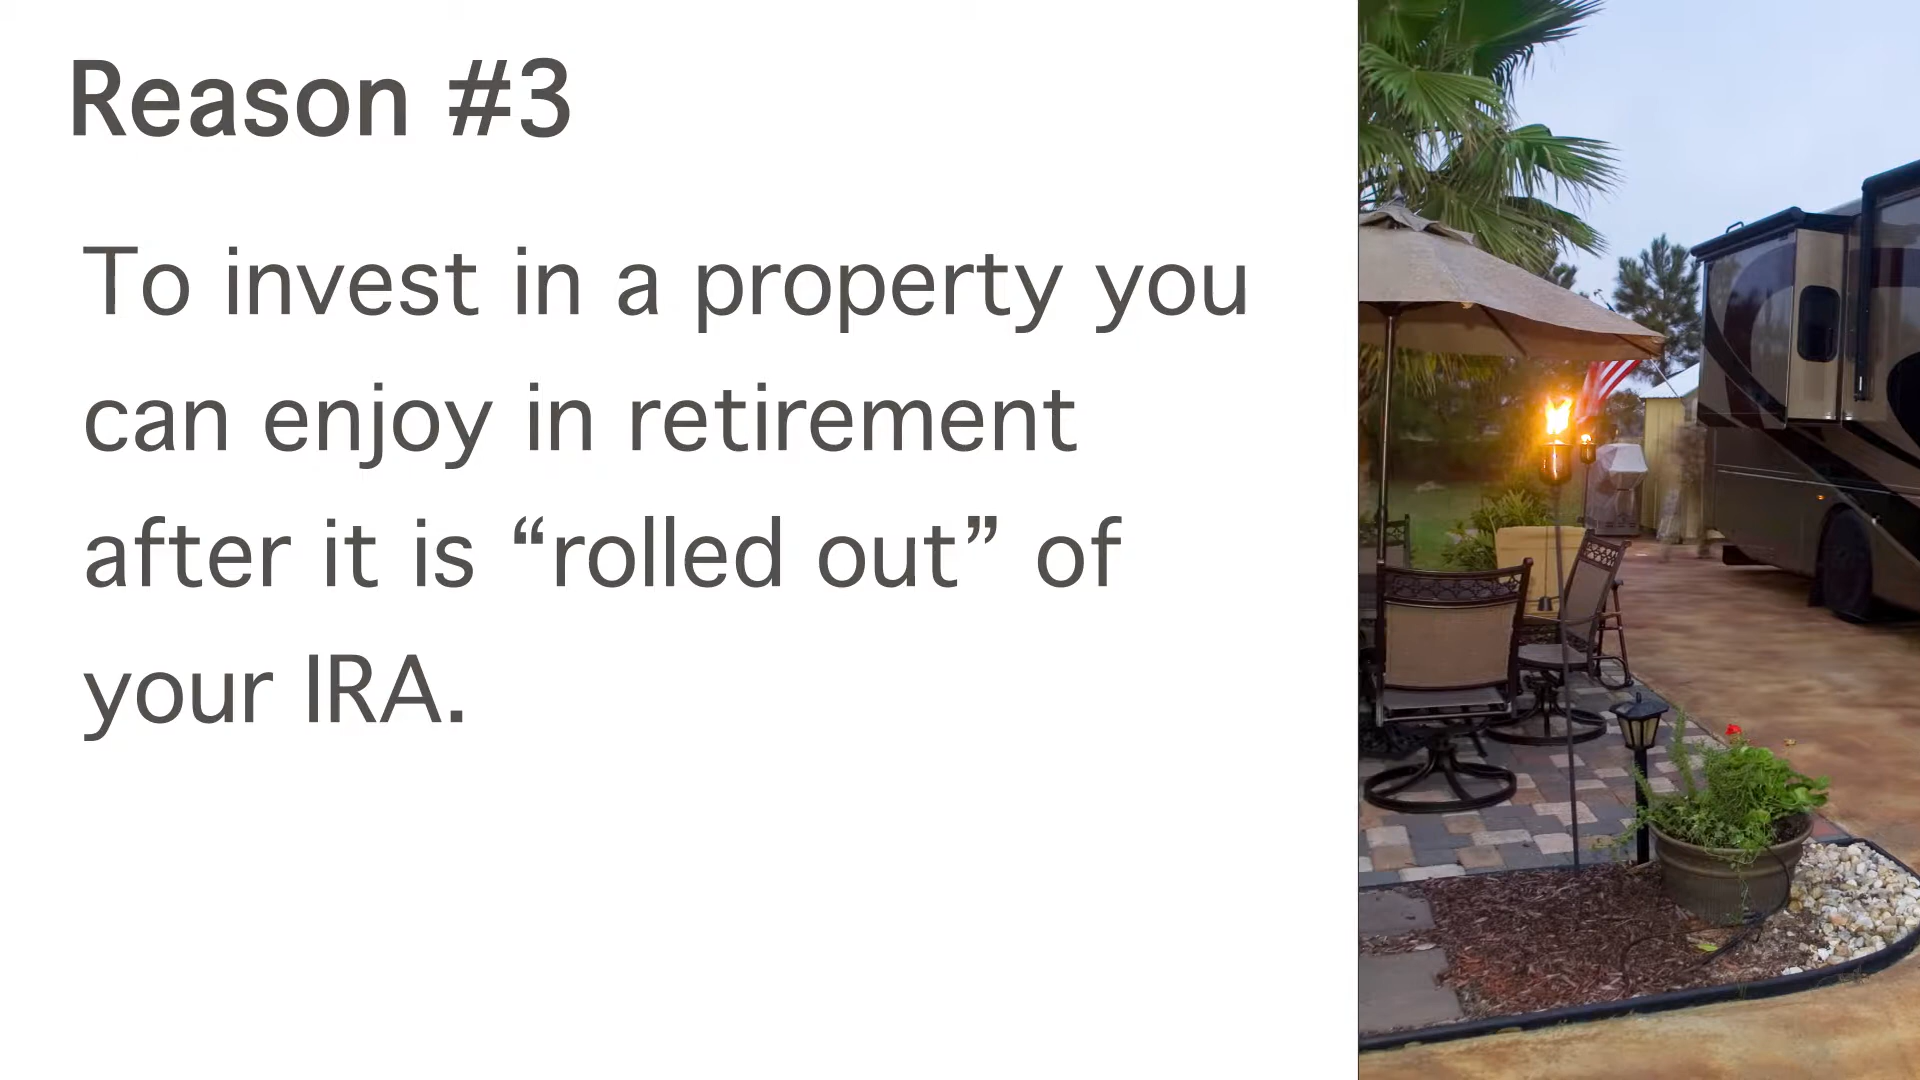 Reason #3
To invest in a property you
can enjoy in retirement
after it is “rolled out” of
your IRA.